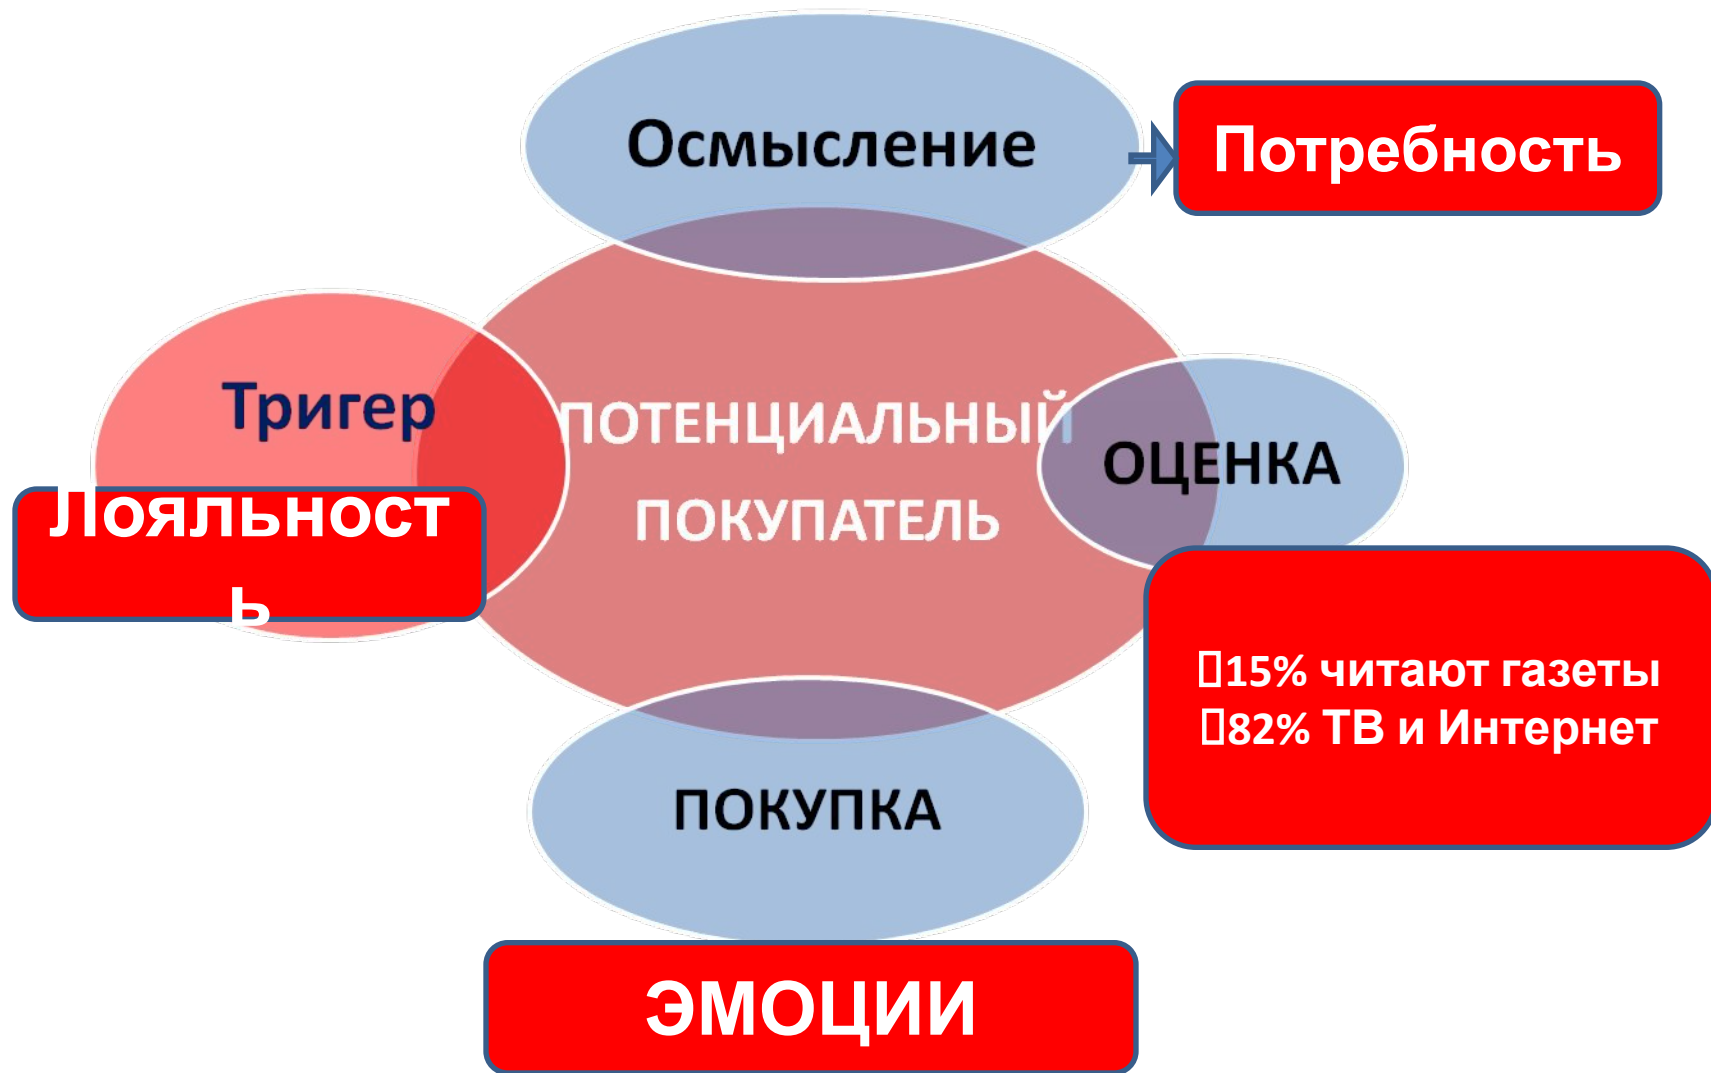 Осмысление
Потребность
Тригер
ПОТЕНЦИАЛЬНЫЙ
ПОКУПАТЕЛЬ
ОЦЕНКА
Лояльност
ь
▯15% читают газеты
▯82% ТВ и Интернет
ПОКУПКА
ЭМОЦИИ